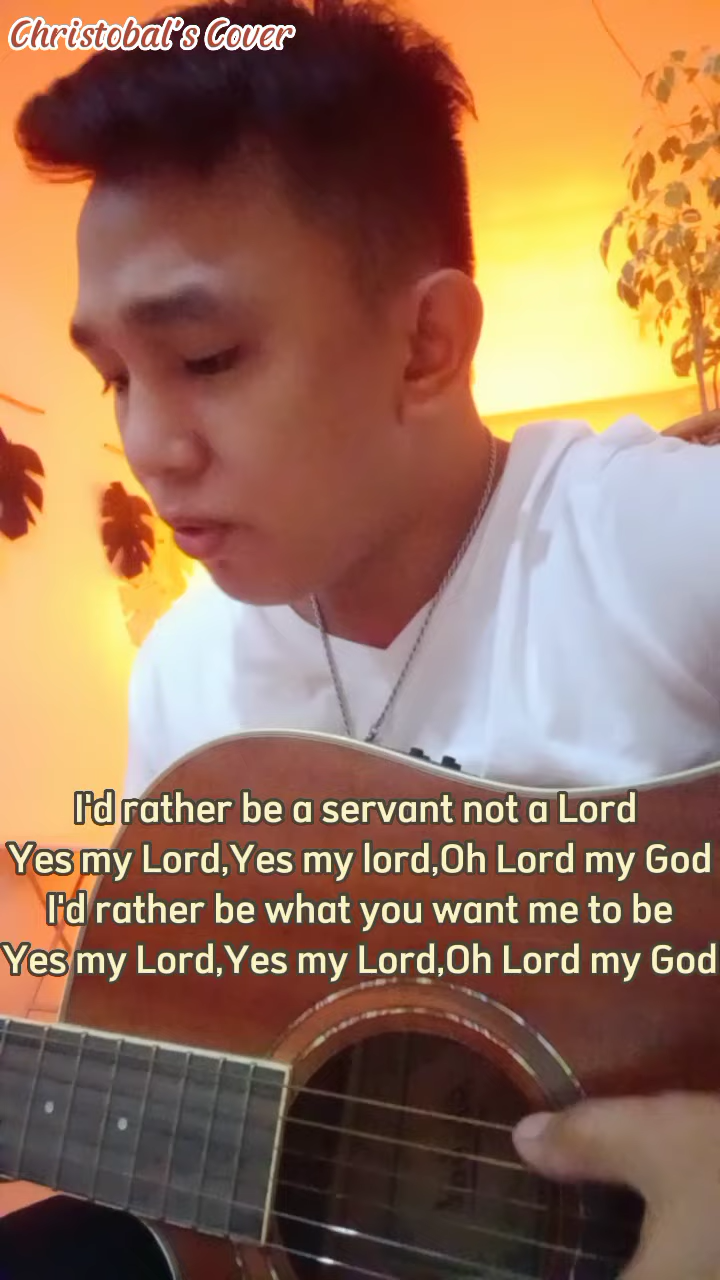 Christobal's Cover
I'd rather be a servant not a Lord
Yes my Lord,Yes my lord,Oh Lord my God
I'd rather be what you want me to be
Yes my Lord,Yes my Lord,Oh Lord my God